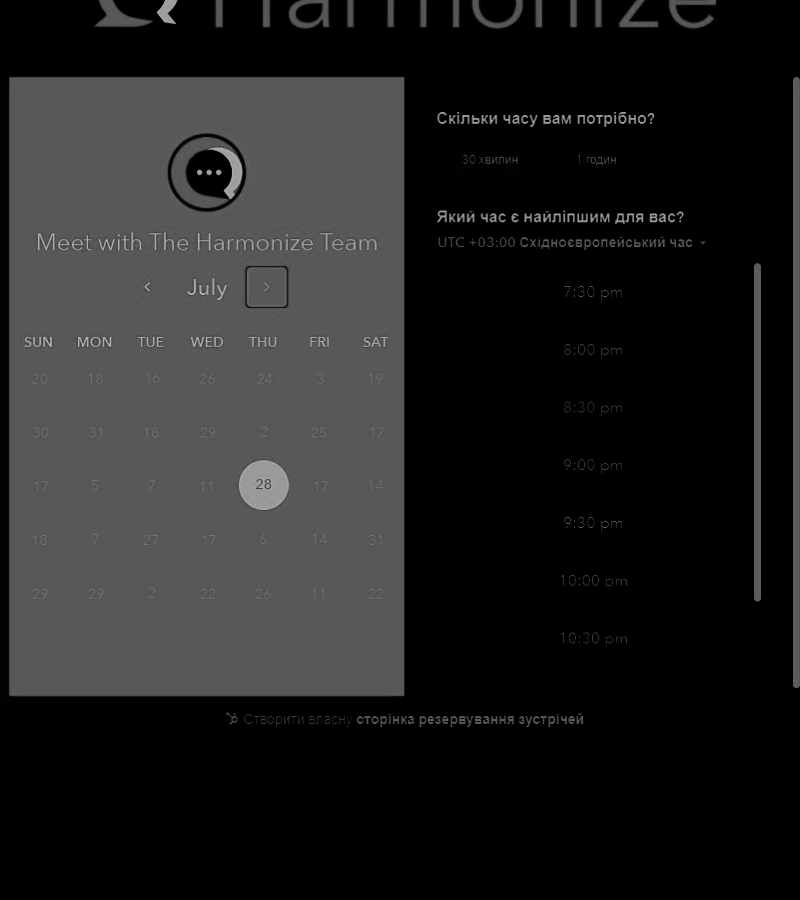 Harmonize
Meet with The Harmonize Team
July
SUN MON TUE WED THU FRI SAT
20 18 16 26 24 3 19
30 31 18 29 2 25 17
17 5 7 11 28 17 14
18 7 27 17 6 14 31
29 29 2 22 26 11 22
Скільки часу вам потрібно?
30 хвилин 1 годин
Який час є найліпшим для вас?
UTC +03:00 Східноєвропейський час
7:30 pm
8:00 pm
8:30 pm
9:00 pm
9:30 pm
10:00 pm
10:30 pm
Створити власну сторінка резервування зустрічей